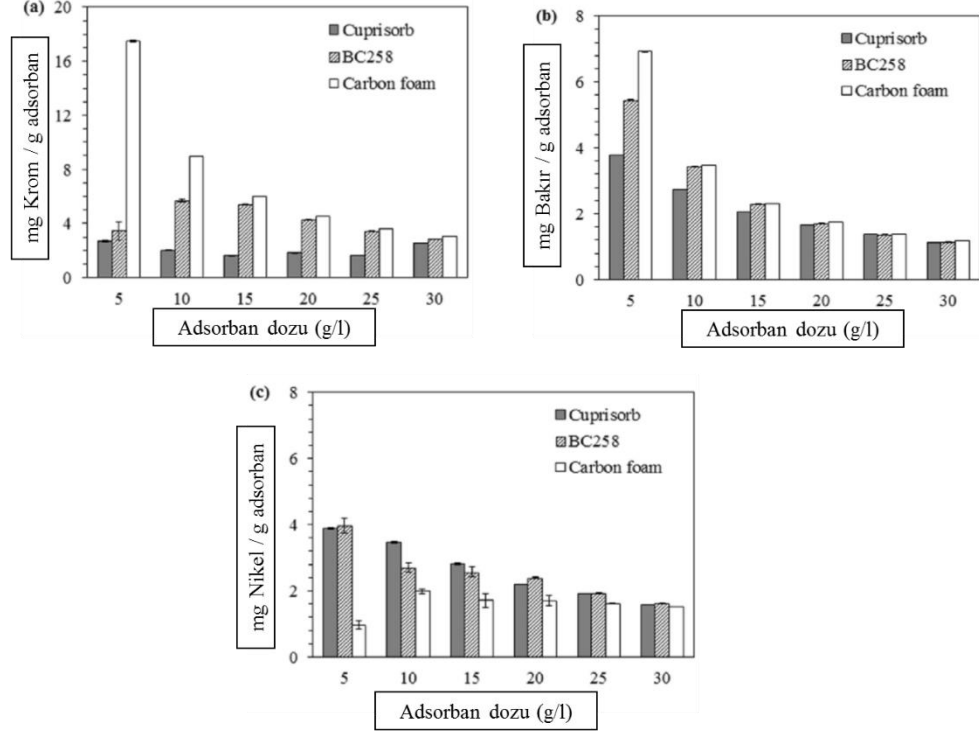 (a)
mg Krom / g adsorban
20
16
12
8
4
0
Cuprisorb
BC258
Carbon foam
5 10 15 20 25 30
Adsorban dozu (g/l)
(b)
mg Bakır / g adsorban
8
6
4
2
0
Cuprisorb
BC258
Carbon foam
5 10 15 20 25 30
Adsorban dozu (g/l)
(c)
mg Nikel / g adsorban
8
6
4
2
0
Cuprisorb
BC258
Carbon foam
5 10 15 20 25 30
Adsorban dozu (g/l)